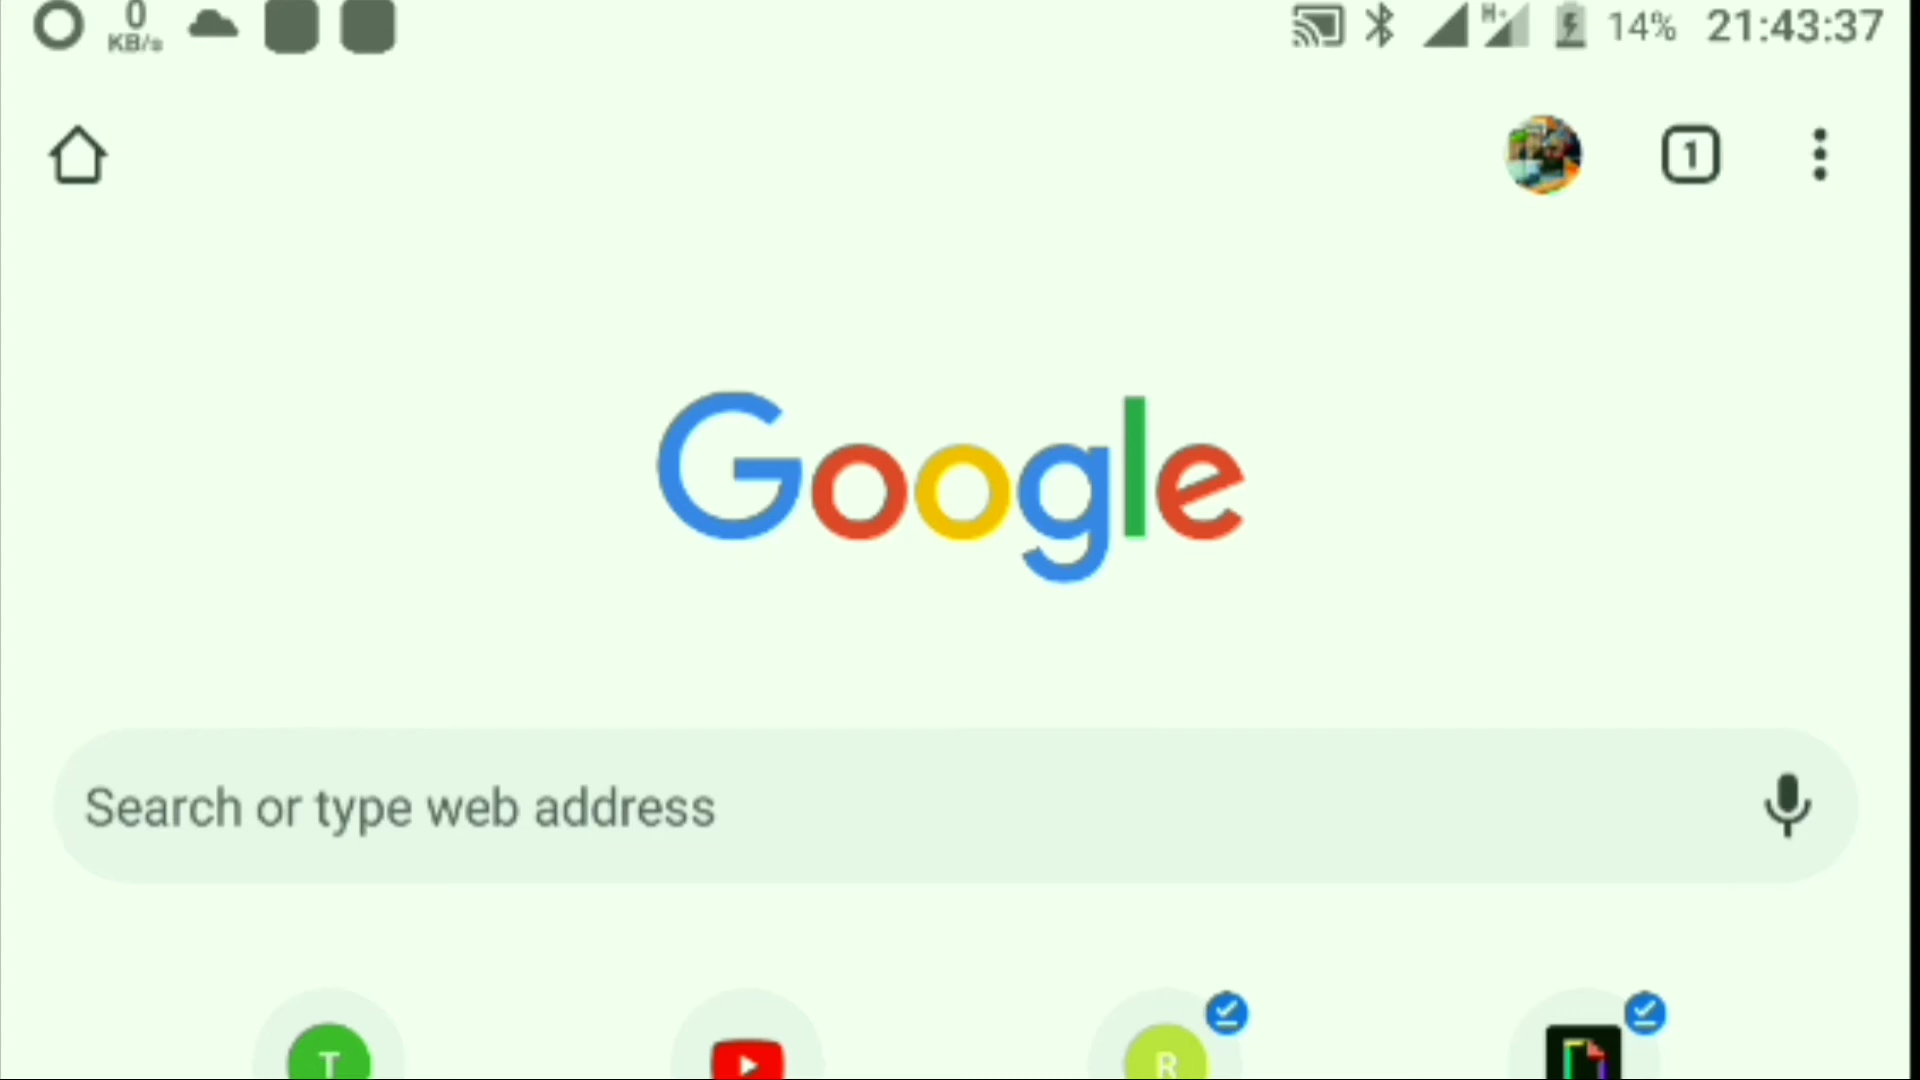 0
KB/s
H+
14% 21:43:37
1
Google
Search or type web address
T
R